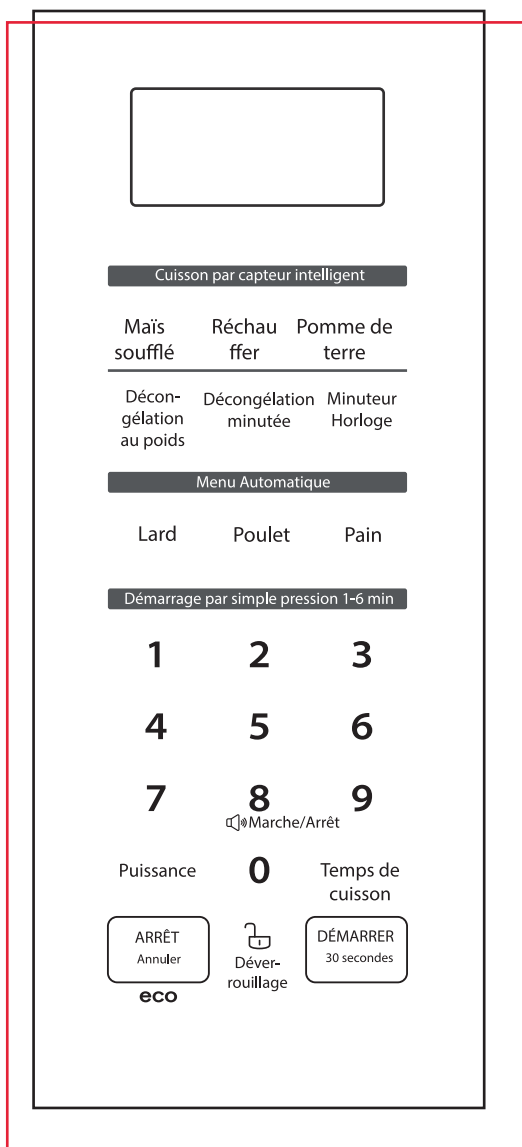 Cuisson par capteur intelligent
Maïs
soufflé
Réchau
ffer
Pomme de
terre
Décon-
gélation
au poids
Décongélation
minutée
Minuteur
Horloge
Menu Automatique
Lard
Poulet
Pain
Démarrage par simple pression 1-6 min
1 2 3
4 5 6
7 8 9
Marche/Arrêt
Puissance
0
Temps de
cuisson
ARRÊT
Annuler
eco
Déver-
rouillage
DÉMARRER
30 secondes